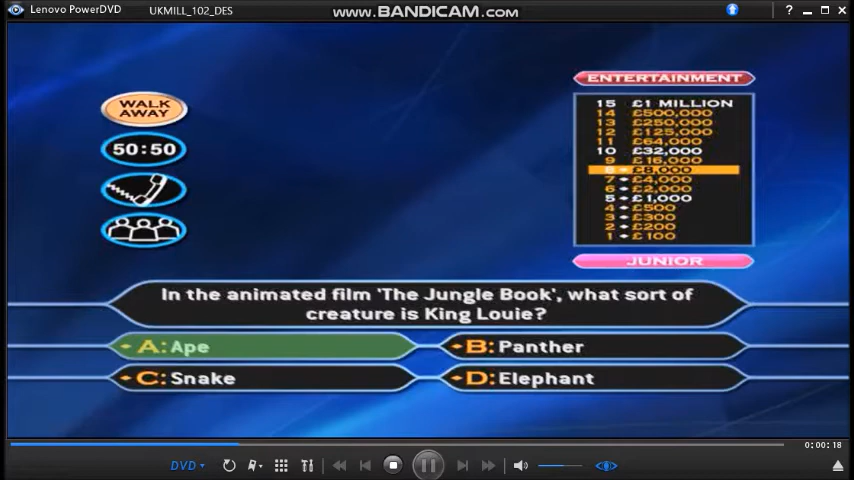 Lenovo PowerDVD
UKMILL_102_DES
www.BANDICAM.com
?
WALK AWAY
50:50
ENTERTAINMENT
15 £1 MILLION
14 £500,000
13 £250,000
12 £125,000
11 £64,000
10 £32,000
9 £16,000
8 £8,000
7 £4,000
6 £2,000
5 £1,000
4 £500
3 £300
2 £200
1 £100
JUNIOR
In the animated film 'The Jungle Book', what sort of
creature is King Louie?
A: Ape
B: Panther
C: Snake
D: Elephant
0:00:18
DVD